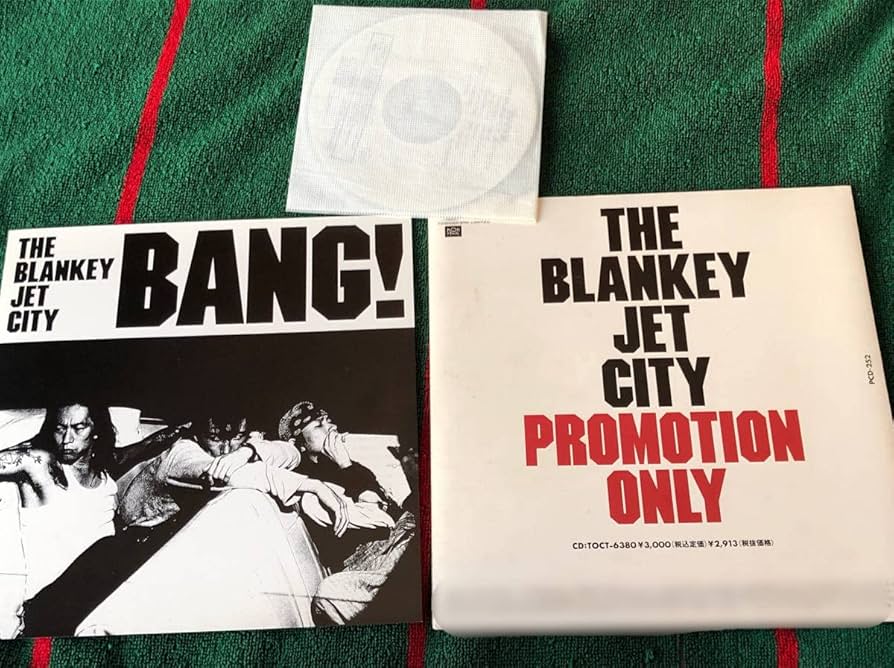 THE
BLANKEY
JET
CITY
BANG!
THE
BLANKEY
JET
CITY
PROMOTION
ONLY
CD:TOCT-6380 ¥3,000(税込定価) ¥2,913(税抜価格)
PCD-252